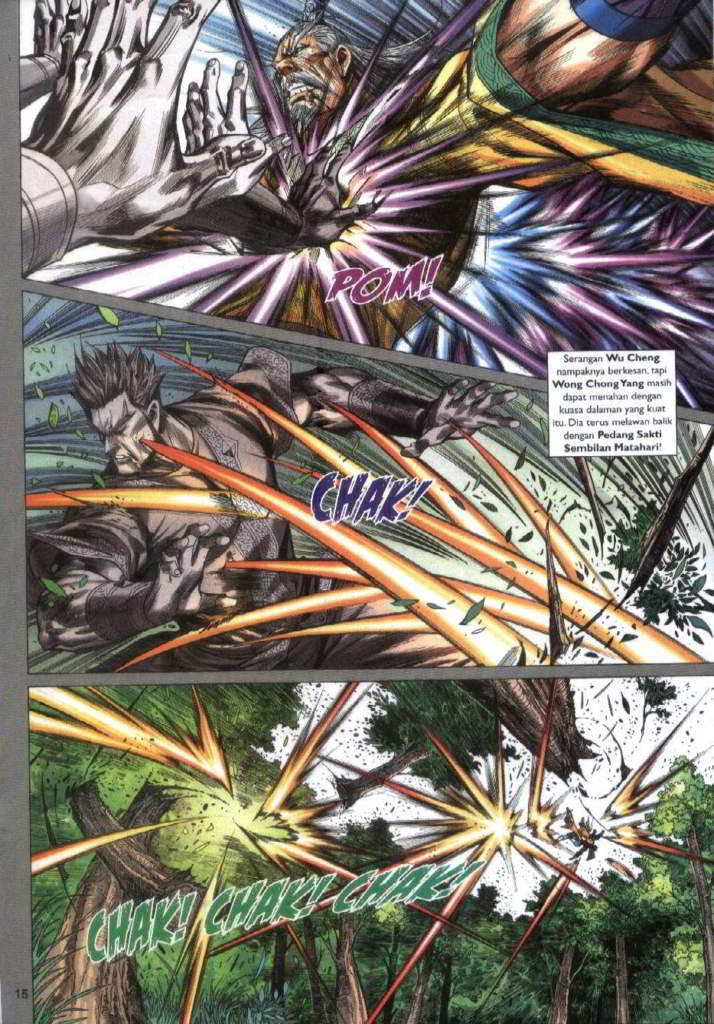 POM!
Serangan Wu Cheng
nampaknya berkesan, tapi
Wong Chong Yang masih
dapat menahan dengan
kuasa dalaman yang kuat
itu. Dia terus melawan balik
dengan Pedang Sakti
Sembilan Matahari!
CHAK!
CHAK! CHAK! CHAK!
15